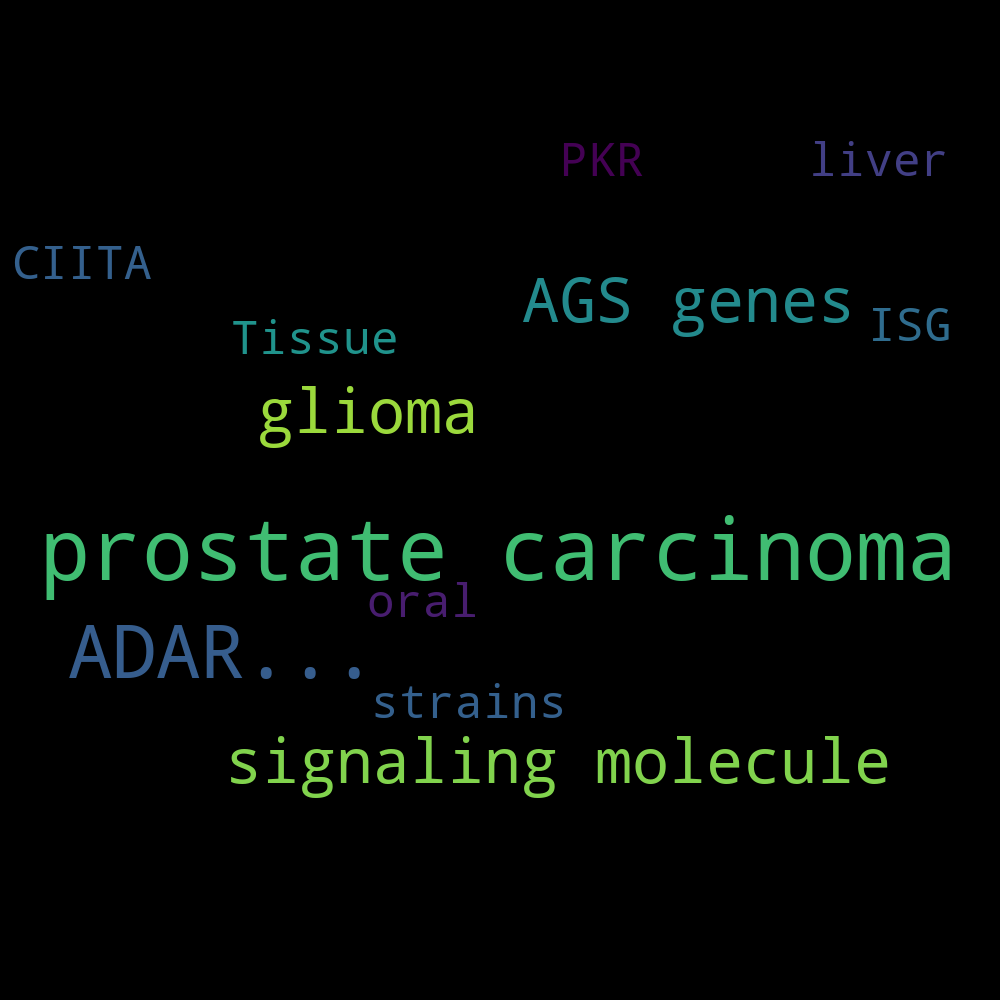 PKR
liver
CIITA
AGS genes
ISG
Tissue
glioma
prostate carcinoma
oral
ADAR...
strains
signaling molecule